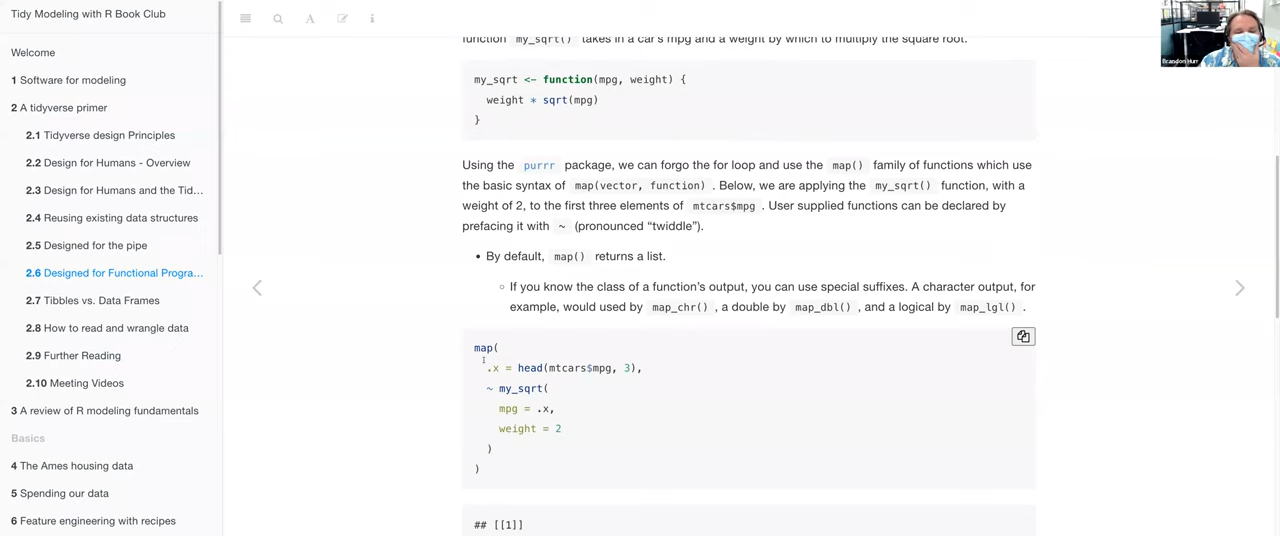 Tidy Modeling with R Book Club
Welcome
1 Software for modeling
2 A tidyverse primer
2.1 Tidyverse design Principles
2.2 Design for Humans - Overview
2.3 Design for Humans and the Tid…
2.4 Reusing existing data structures
2.5 Designed for the pipe
2.6 Designed for Functional Progra…
2.7 Tibbles vs. Data Frames
2.8 How to read and wrangle data
2.9 Further Reading
2.10 Meeting Videos
3 A review of R modeling fundamentals
Basics
4 The Ames housing data
5 Spending our data
6 Feature engineering with recipes
function my_sqrt() takes in a car's mpg and a weight by which to multiply the square root.
my_sqrt <- function(mpg, weight) {
weight * sqrt(mpg)
}
Using the purrr package, we can forgo the for loop and use the map() family of functions which use
the basic syntax of map(vector, function) . Below, we are applying the my_sqrt() function, with a
weight of 2, to the first three elements of mtcars$mpg . User supplied functions can be declared by
prefacing it with ~ (pronounced “twiddle”).
• By default, map() returns a list.
◦ If you know the class of a function's output, you can use special suffixes. A character output, for
example, would used by map_chr() , a double by map_dbl() , and a logical by map_lgl() .
map(
.x = head(mtcars$mpg, 3),
~ my_sqrt(
mpg = .x,
weight = 2
)
)
## [[1]]
Brandon Hurr